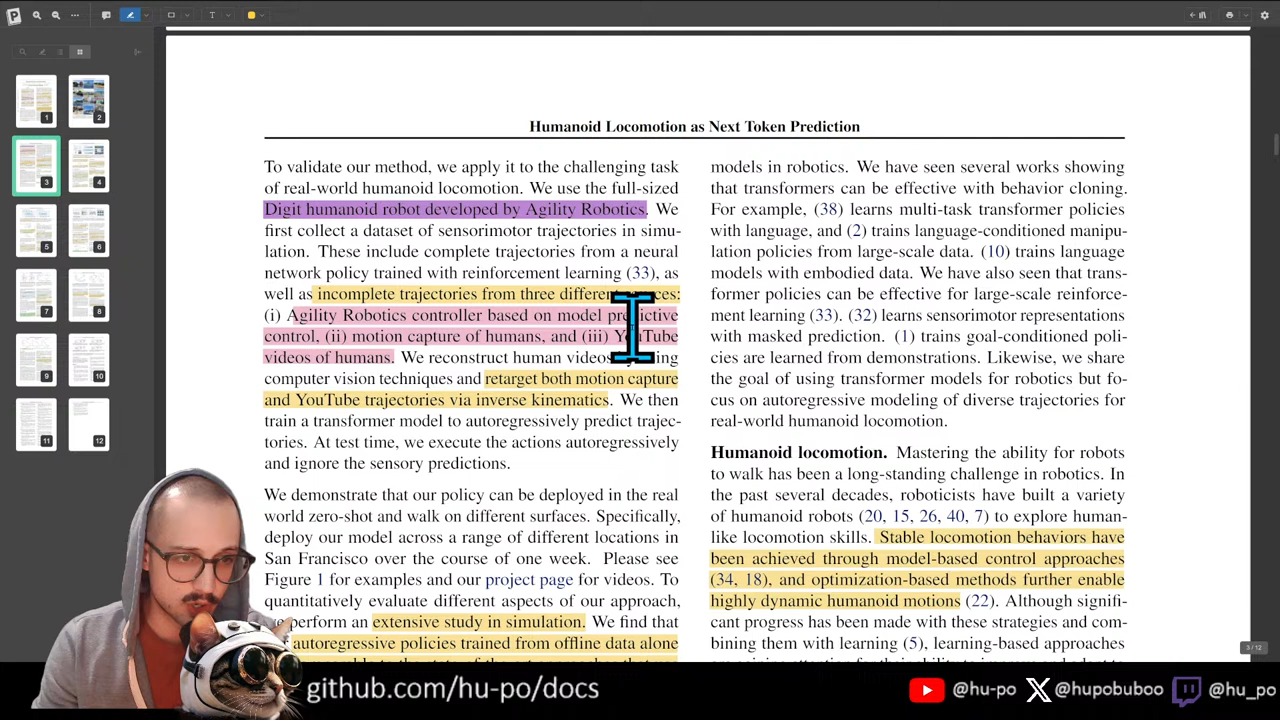 Humanoid Locomotion as Next Token Prediction
To validate our method, we apply it to the challenging task
of real-world humanoid locomotion. We use the full-sized
Digit humanoid robot developed by Agility Robotics. We
first collect a dataset of sensorimotor trajectories in simu-
lation. These include complete trajectories from a neural
network policy trained with reinforcement learning (33), as
well as incomplete trajectories from three different sources:
(i) Agility Robotics controller based on model predictive
control, (ii) motion capture of humans, and (iii) YouTube
videos of humans. We reconstruct human videos
computer vision techniques and retarget both motion capture
and YouTube trajectories via inverse kinematics. We then
train a transformer model to autoregressively predict trajec-
tories. At test time, we execute the actions autoregressively
and ignore the sensory predictions.
We demonstrate that our policy can be deployed in the real
world zero-shot and walk on different surfaces. Specifically,
deploy our model across a range of different locations in
San Francisco over the course of one week. Please see
Figure 1 for examples and our project page for videos. To
quantitatively evaluate different aspects of our approach,
perform an extensive study in simulation. We find that
autoregressive policies trained from offline data alone
models in robotics. We have seen several works showing
that transformers can be effective with behavior cloning.
For example, (38) learns multi-task transformer policies
with language, and (2) trains language-conditioned manipu-
lation policies from large-scale data. (10) trains language
models with embodied data. We have also seen that trans-
former policies can be effective for large-scale reinforce-
ment learning (33). (32) learns sensorimotor representations
with masked prediction. (1) trains goal-conditioned poli-
cies are learned from demonstrations. Likewise, we share
the goal of using transformer models for robotics but fo-
cus on autoregressive modeling of diverse trajectories for
real-world humanoid locomotion.
Humanoid locomotion. Mastering the ability for robots
to walk has been a long-standing challenge in robotics. In
the past several decades, roboticists have built a variety
of humanoid robots (20, 15, 26, 40, 7) to explore human-
like locomotion skills. Stable locomotion behaviors have
been achieved through model-based control approaches
(34, 18), and optimization-based methods further enable
highly dynamic humanoid motions (22). Although signifi-
cant progress has been made with these strategies and com-
bining them with learning (5), learning-based approaches
1
2
3
4
5
6
7
8
9
10
11
12
3 / 12
github.com/hu-po/docs
@hu-po
@hupobuboo
@hu_po